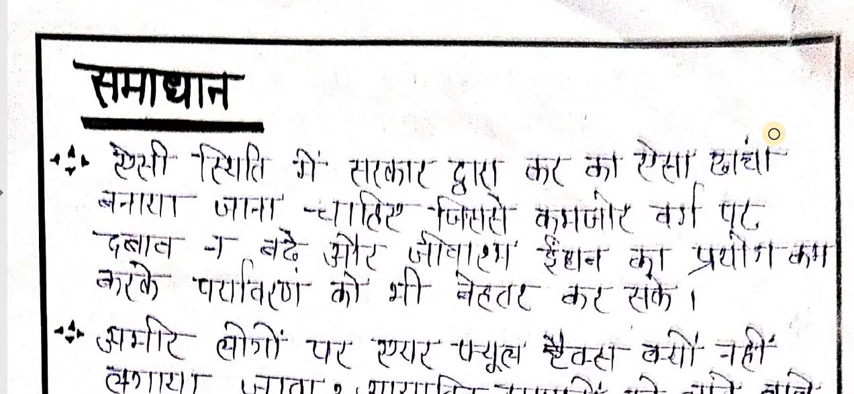 समाधान
ऐसी स्थिति में सरकार द्वारा कर का ऐसा ढांचा
बनाया जाना चाहिए जिससे कमजोर वर्ग पर
दबाव न बढ़े और जीवाश्म ईंधन का प्रयोग कम
करके पर्यावरण को भी बेहतर कर सके।
अमीर लोगों पर एयर फ्यूल टैक्स क्यों नहीं
लगाया जाता?